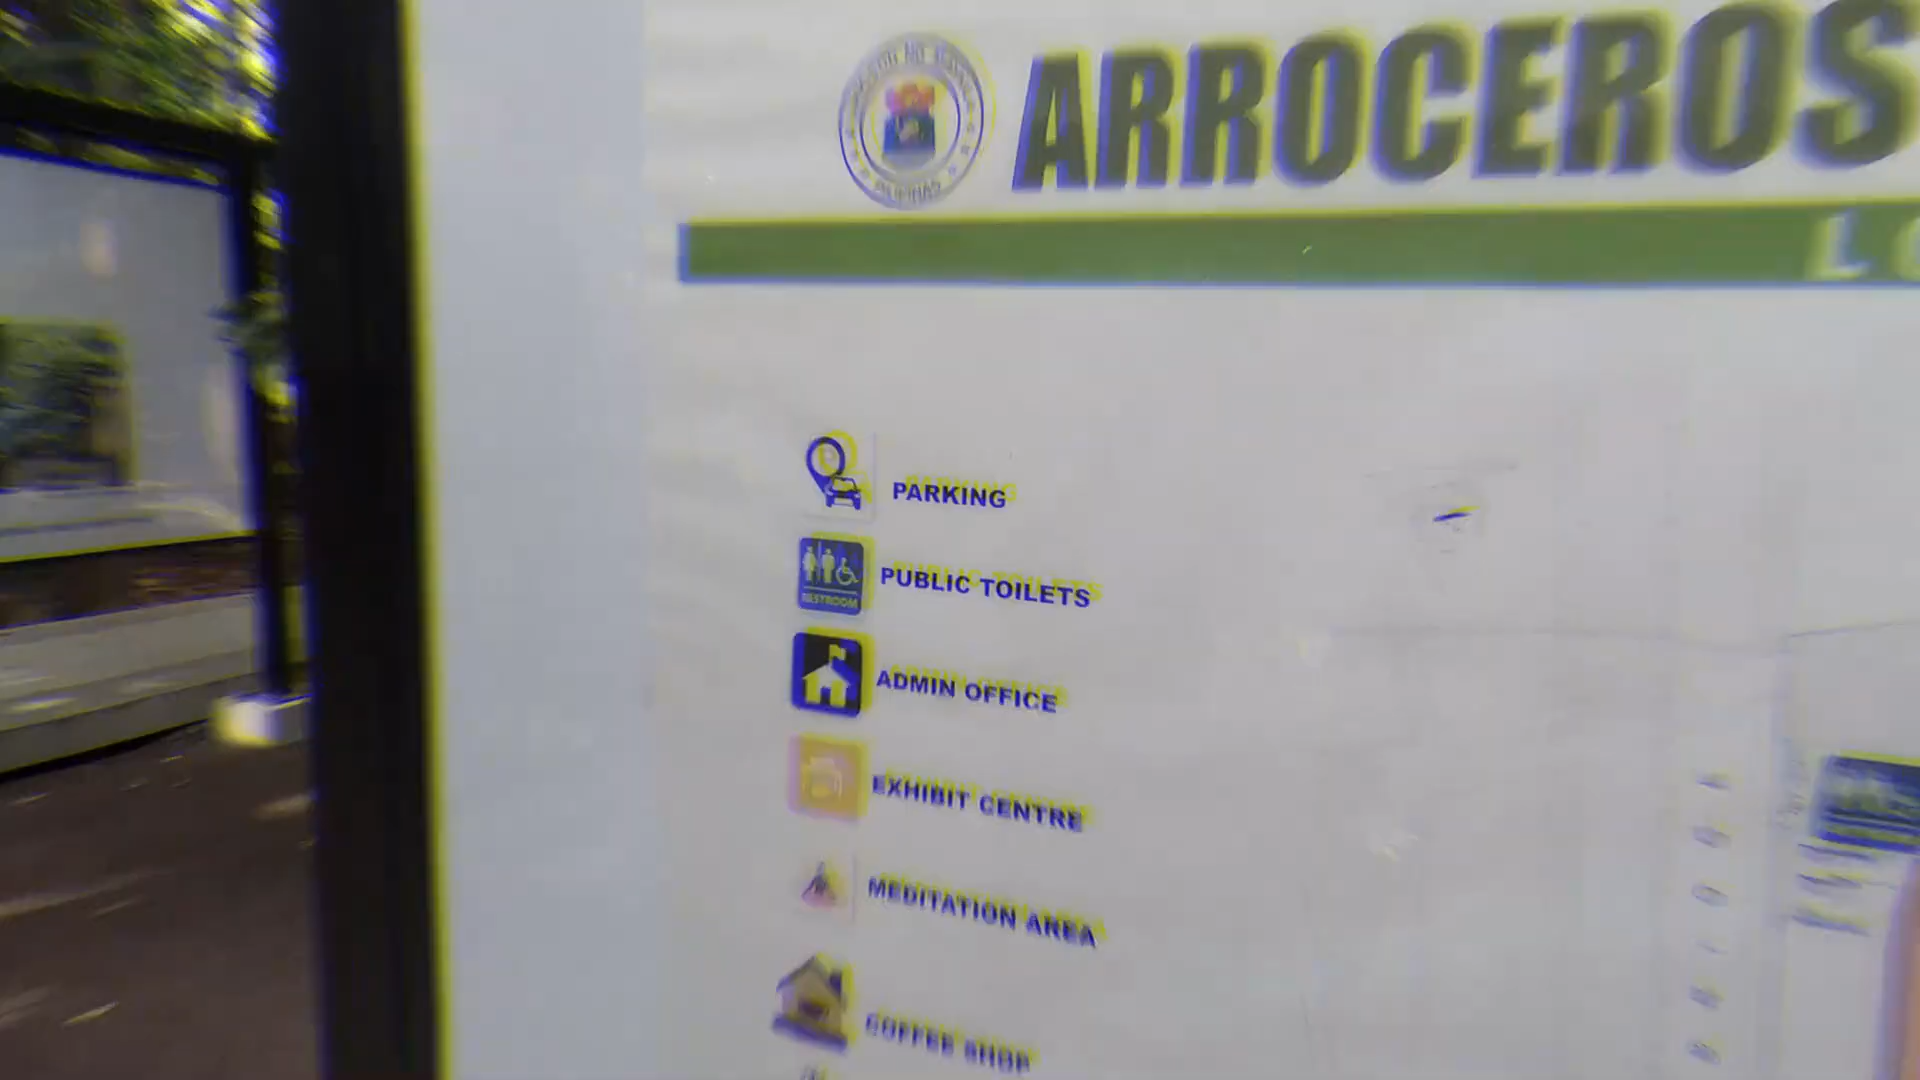 ARROCEROS
PARKING
RESTROOM
PUBLIC TOILETS
ADMIN OFFICE
EXHIBIT CENTRE
MEDITATION AREA
COFFEE SHOP